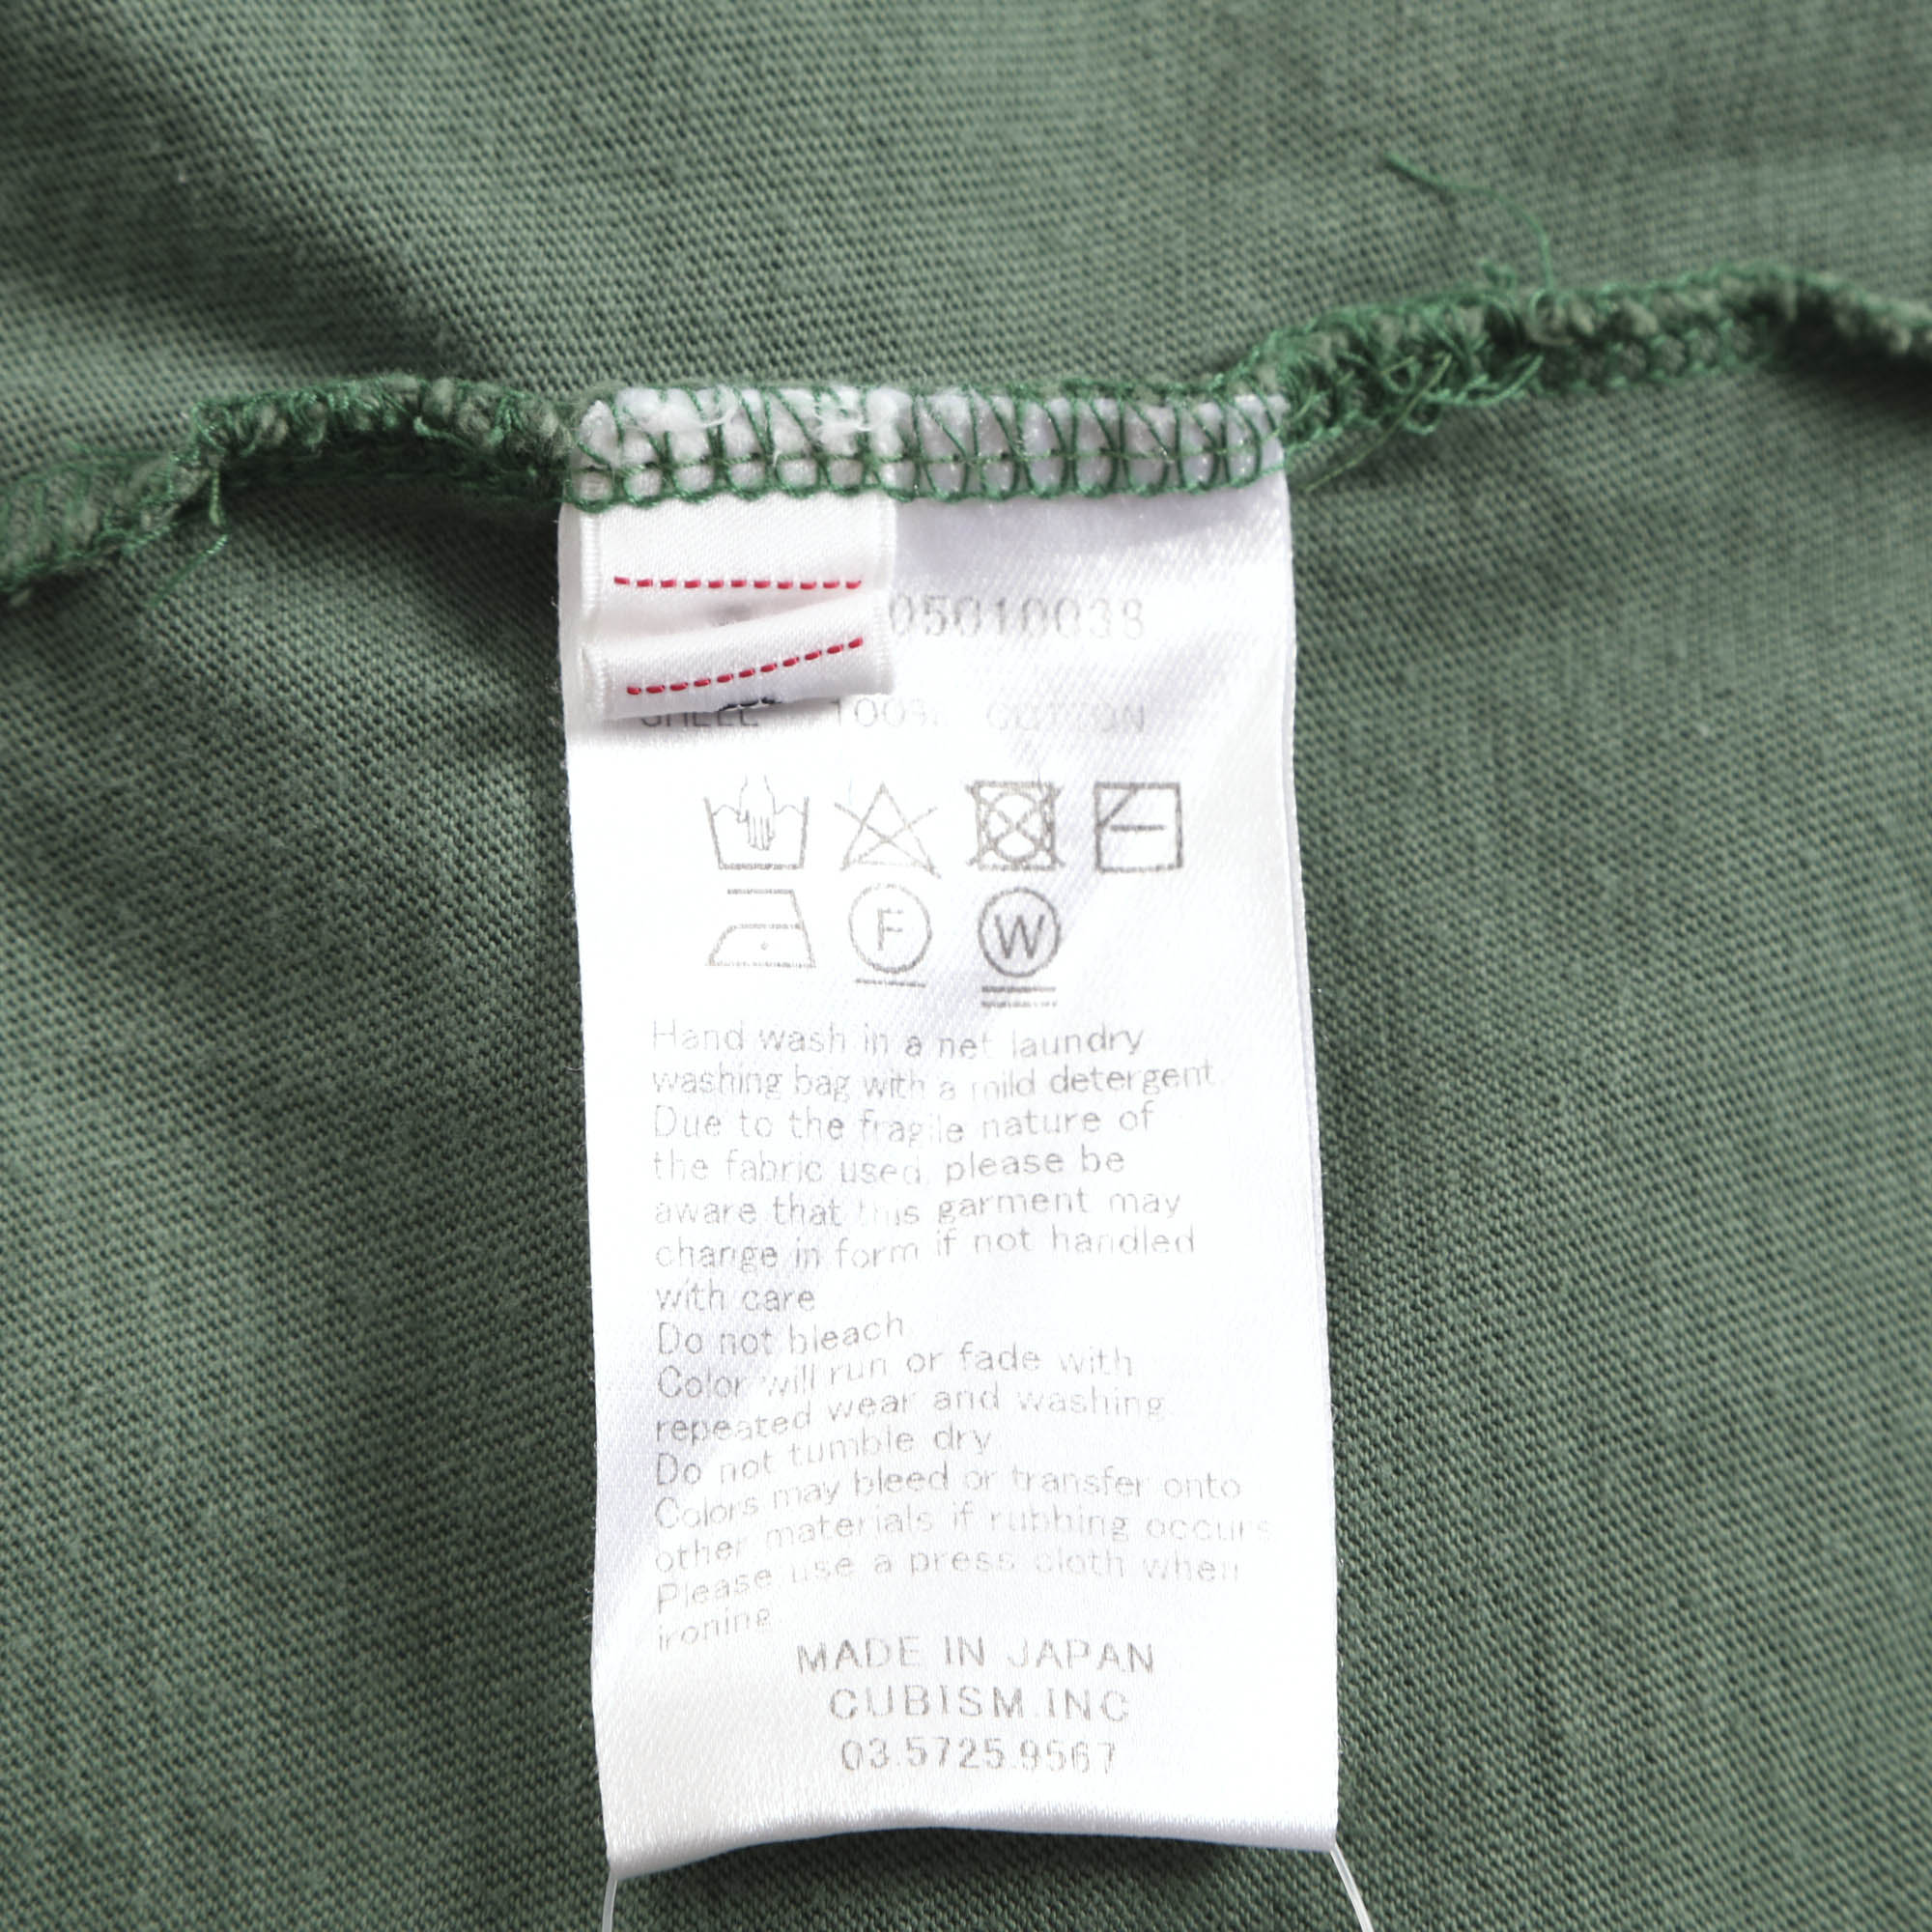 05010038
SHELL 100% COTTON
F W
Hand wash in a net laundry
washing bag with a mild detergent.
Due to the fragile nature of
the fabric used, please be
aware that this garment may
change in form if not handled
with care
Do not bleach
Color will run or fade with
repeated wear and washing.
Do not tumble dry
Colors may bleed or transfer onto
other materials if rubbing occurs
Please use a press cloth when
ironing.
MADE IN JAPAN
CUBISM.INC
03.5725.9567